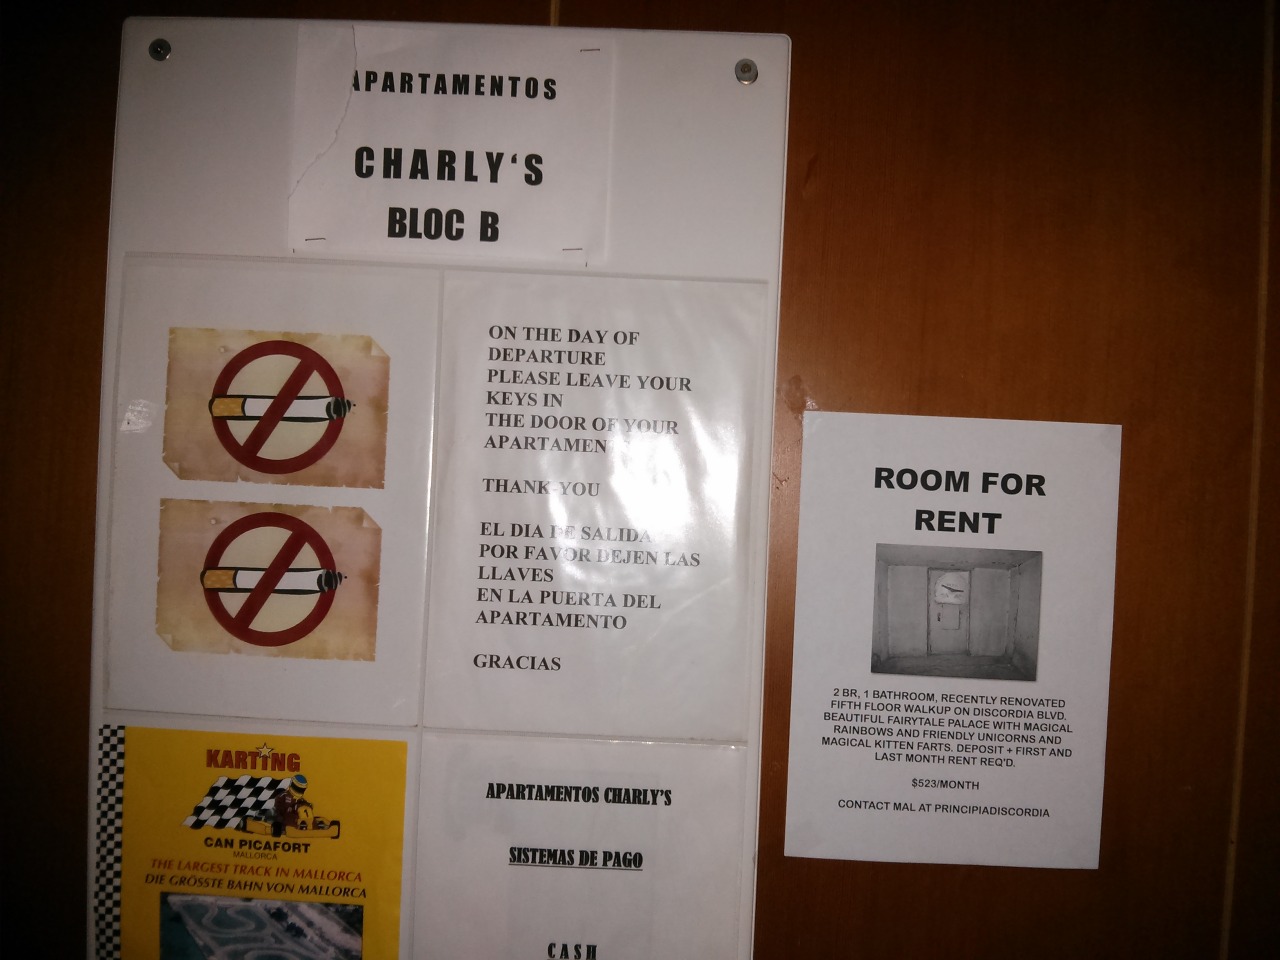 APARTAMENTOS
CHARLY‘S
BLOC B
ON THE DAY OF
DEPARTURE
PLEASE LEAVE YOUR
KEYS IN
THE DOOR OF YOUR
APARTAMEN
THANK-YOU
EL DIA DE SALIDA
POR FAVOR DEJEN LAS
LLAVES
EN LA PUERTA DEL
APARTAMENTO
GRACIAS
KARTING
CAN PICAFORT
MALLORCA
THE LARGEST TRACK IN MALLORCA
DIE GRÖSSTE BAHN VON MALLORCA
APARTAMENTOS CHARLY'S
SISTEMAS DE PAGO
CASH
ROOM FOR
RENT
2 BR, 1 BATHROOM, RECENTLY RENOVATED
FIFTH FLOOR WALKUP ON DISCORDIA BLVD.
BEAUTIFUL FAIRYTALE PALACE WITH MAGICAL
RAINBOWS AND FRIENDLY UNICORNS AND
MAGICAL KITTEN FARTS. DEPOSIT + FIRST AND
LAST MONTH RENT REQ'D.
$523/MONTH
CONTACT MAL AT PRINCIPIADISCORDIA